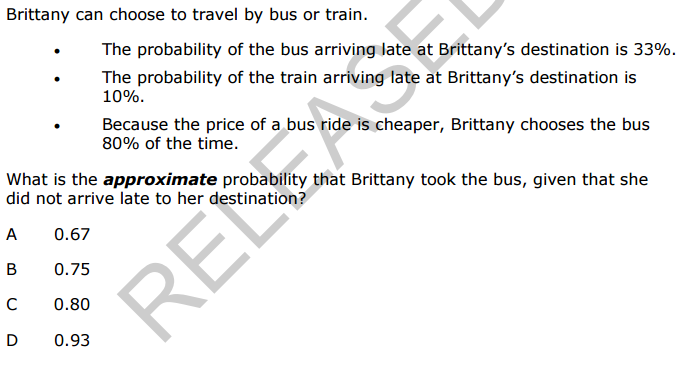 Brittany can choose to travel by bus or train.
• The probability of the bus arriving late at Brittany’s destination is 33%.
• The probability of the train arriving late at Brittany’s destination is
10%.
• Because the price of a bus ride is cheaper, Brittany chooses the bus
80% of the time.
What is the approximate probability that Brittany took the bus, given that she
did not arrive late to her destination?
A 0.67
B 0.75
C 0.80
D 0.93
RELEASED